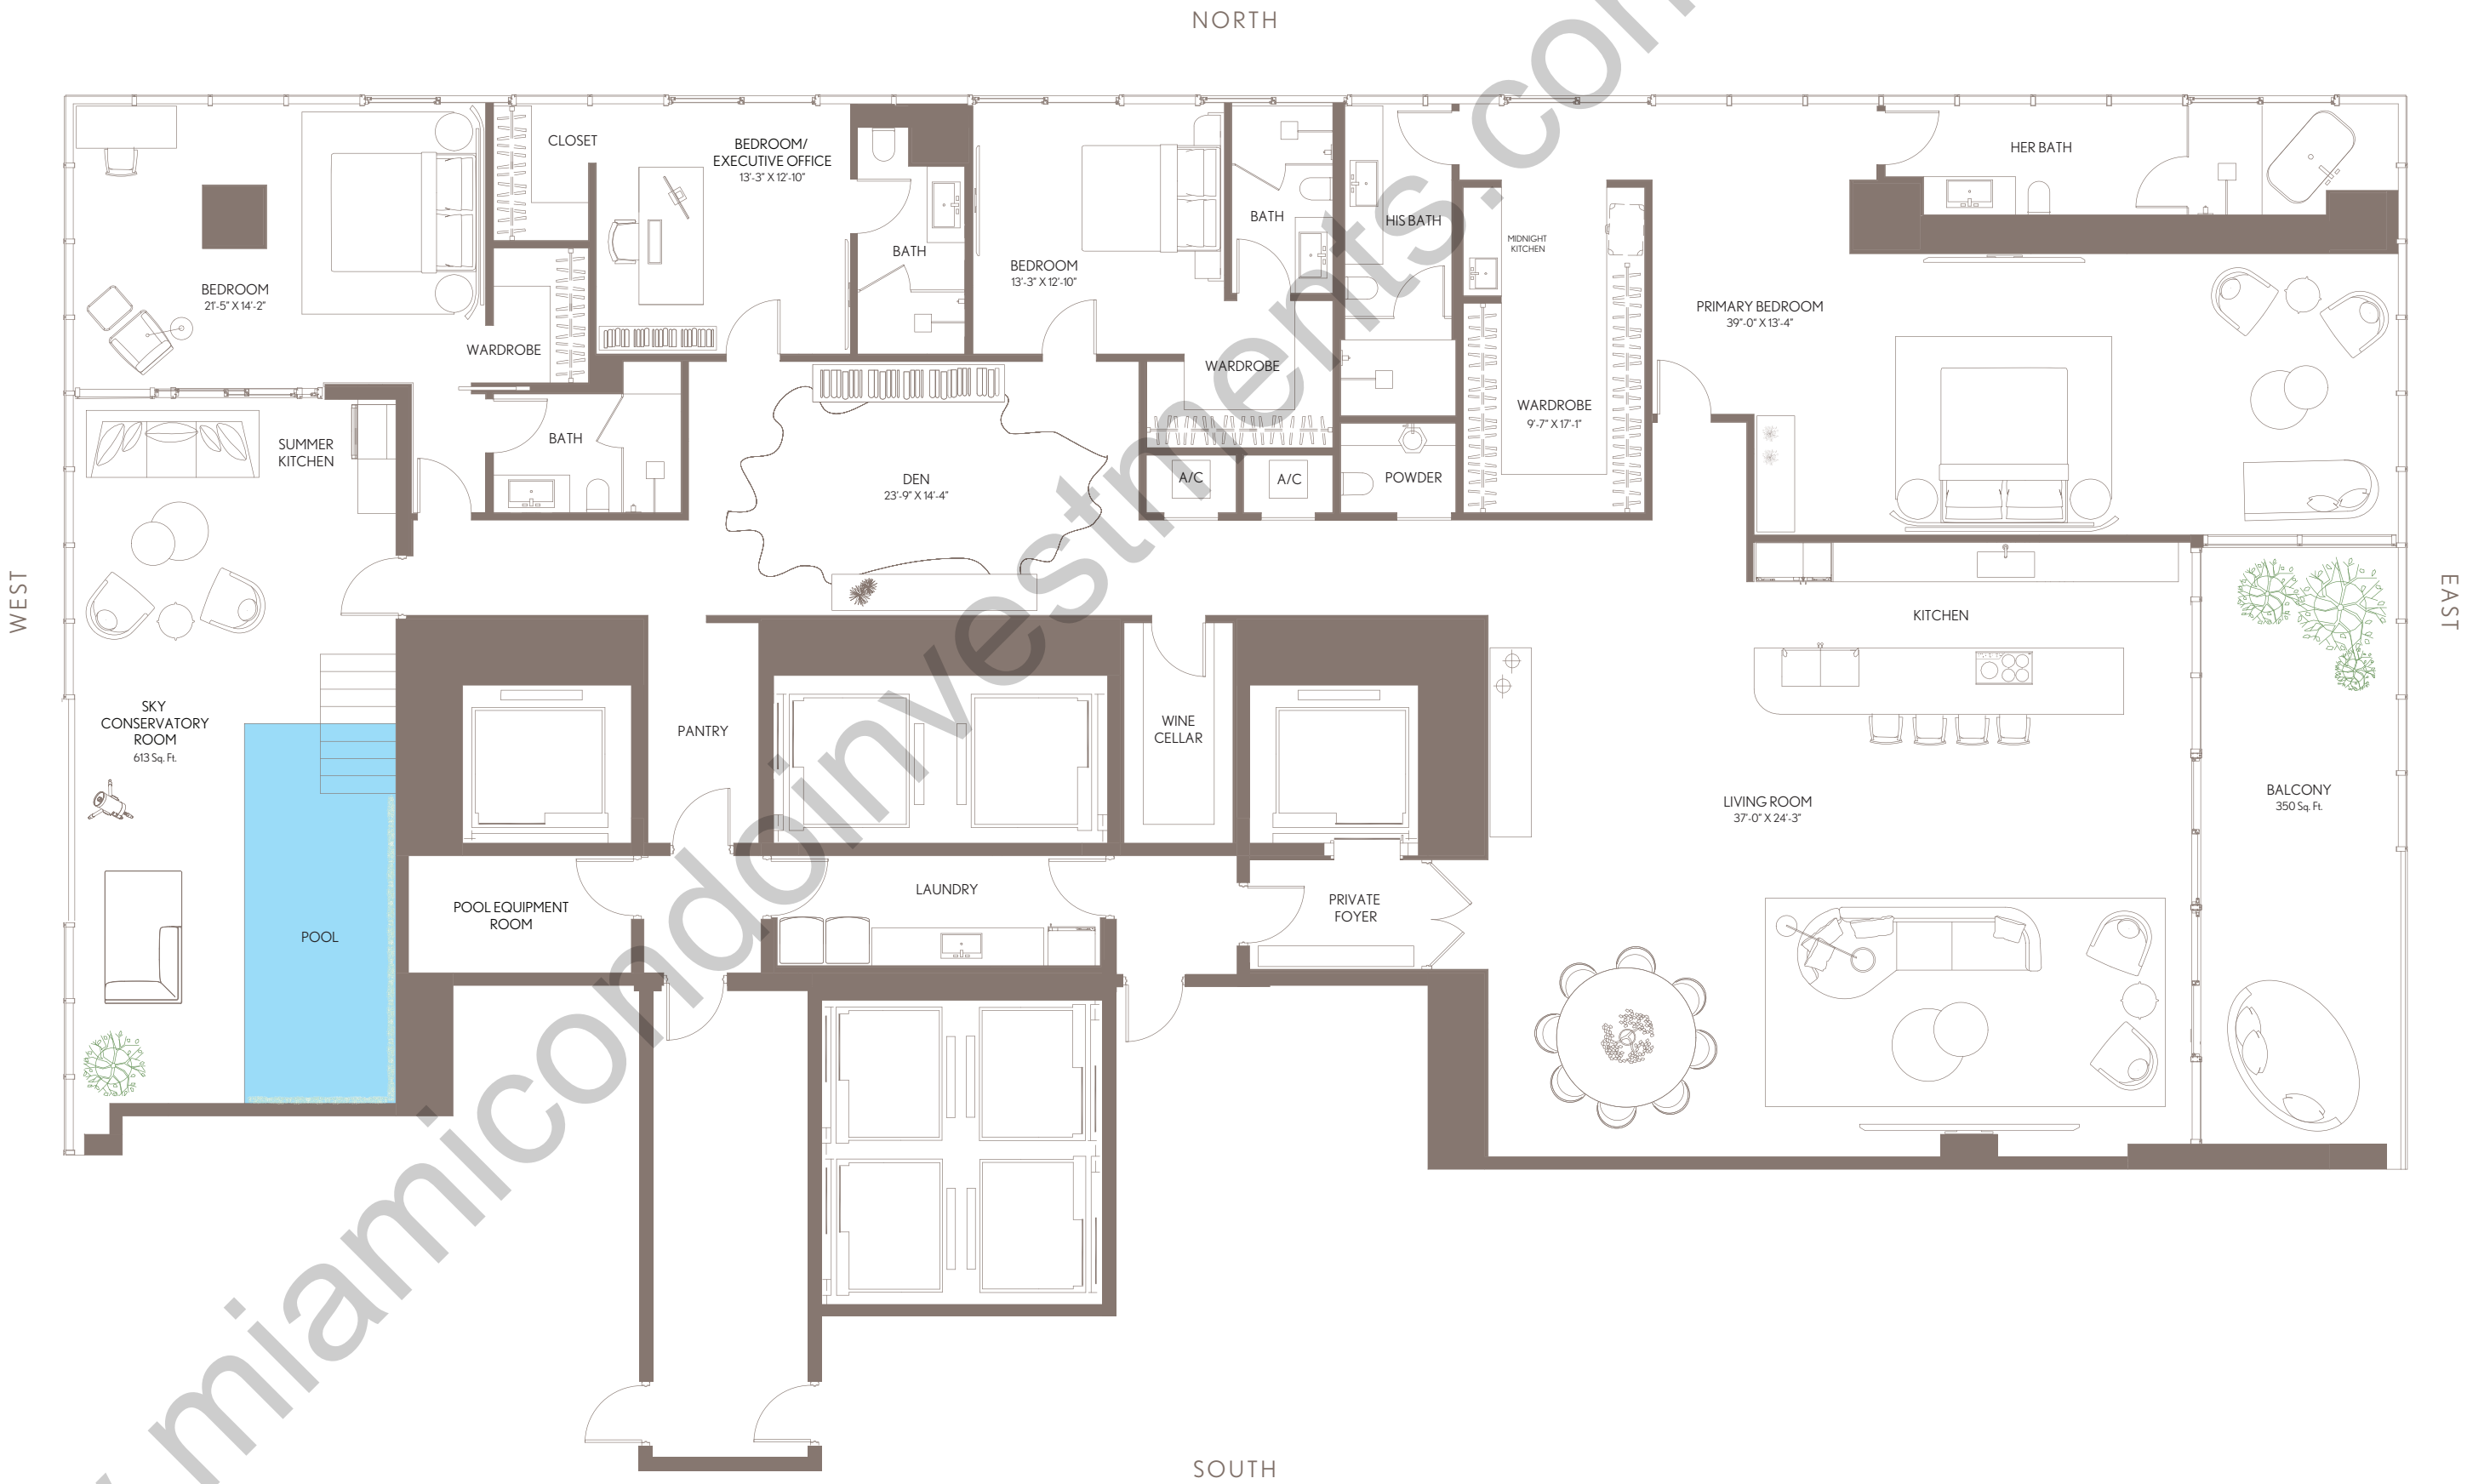 NORTH
CLOSET
BEDROOM/
EXECUTIVE OFFICE
13'-3" X 12'-10"
HER BATH
BATH
HIS BATH
MIDNIGHT
KITCHEN
BATH
BEDROOM
13'-3" X 12'-10"
BEDROOM
21'-5" X 14'-2"
PRIMARY BEDROOM
39"-0" X 13'-4"
WARDROBE
WARDROBE
WARDROBE
9'-7" X 17'-1"
SUMMER
KITCHEN
BATH
DEN
23'-9" X 14'-4"
A/C
A/C
POWDER
WEST
EAST
KITCHEN
SKY
CONSERVATORY
ROOM
613 Sq. Ft.
PANTRY
WINE
CELLAR
LIVING ROOM
37'-0" X 24'-3"
BALCONY
350 Sq. Ft.
POOL EQUIPMENT
ROOM
LAUNDRY
PRIVATE
FOYER
POOL
SOUTH
miamicondoinvestments.com